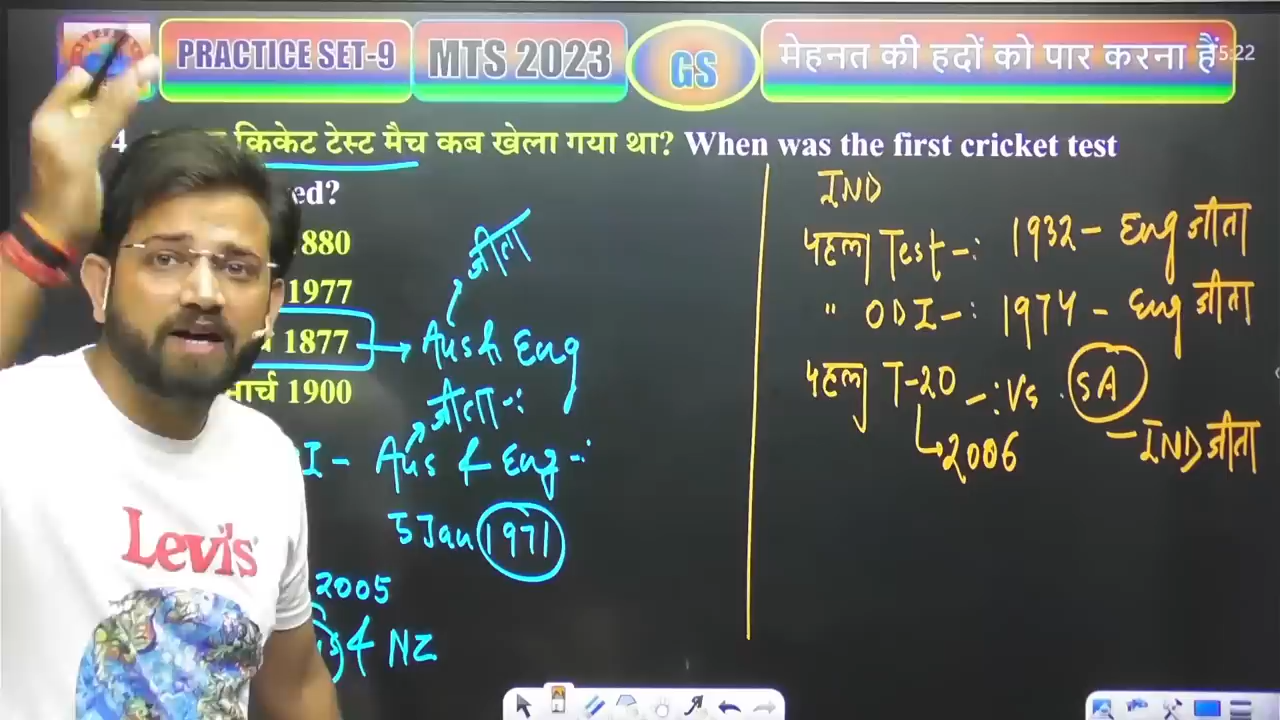 PRACTICE SET-9 MTS 2023 GS मेहनत की हदों को पार करना हैं 5:22
4 क्रिकेट टेस्ट मैच कब खेला गया था? When was the first cricket test
ed?
1880
1977
1877 → Aus & Eng
जीता
मार्च 1900
जीता-:
I- Aus & Eng-:
5 Jan 1971
2005
& NZ
IND
पहला Test-: 1932- Eng जीता
" ODI-: 1974- Eng जीता
पहला T-20 -: Vs. SA
2006 -IND जीता
Levi's